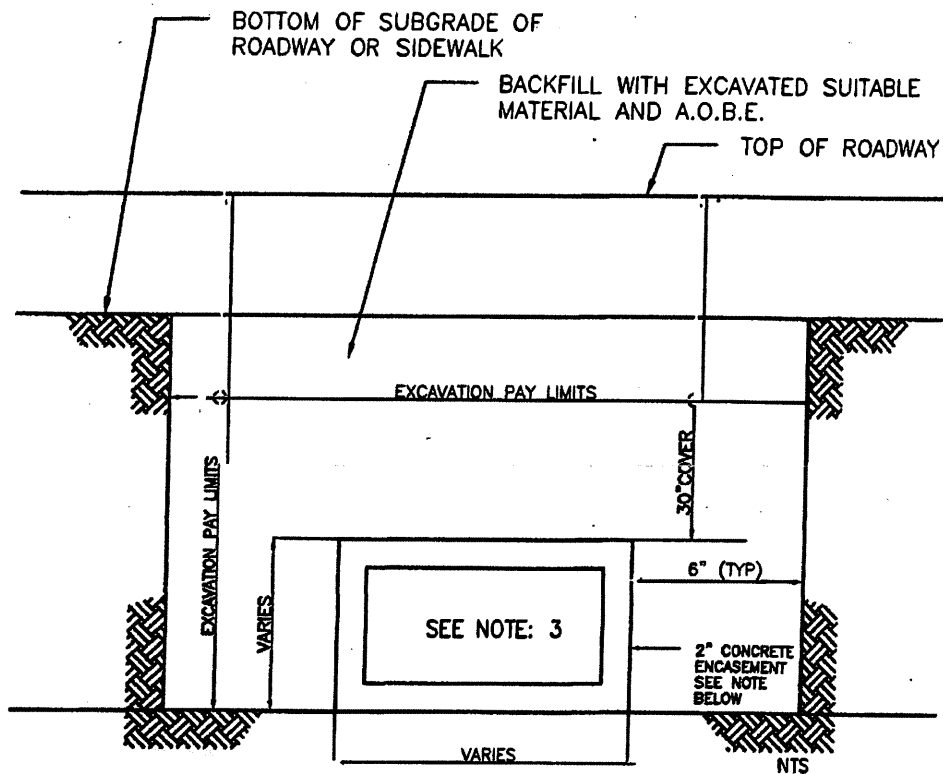 BOTTOM OF SUBGRADE OF
ROADWAY OR SIDEWALK
BACKFILL WITH EXCAVATED SUITABLE
MATERIAL AND A.O.B.E.
TOP OF ROADWAY
EXCAVATION PAY LIMITS
EXCAVATION PAY LIMITS
30"COVER
VARIES
6" (TYP)
SEE NOTE: 3
2" CONCRETE
ENCASEMENT
SEE NOTE
BELOW
VARIES
NTS